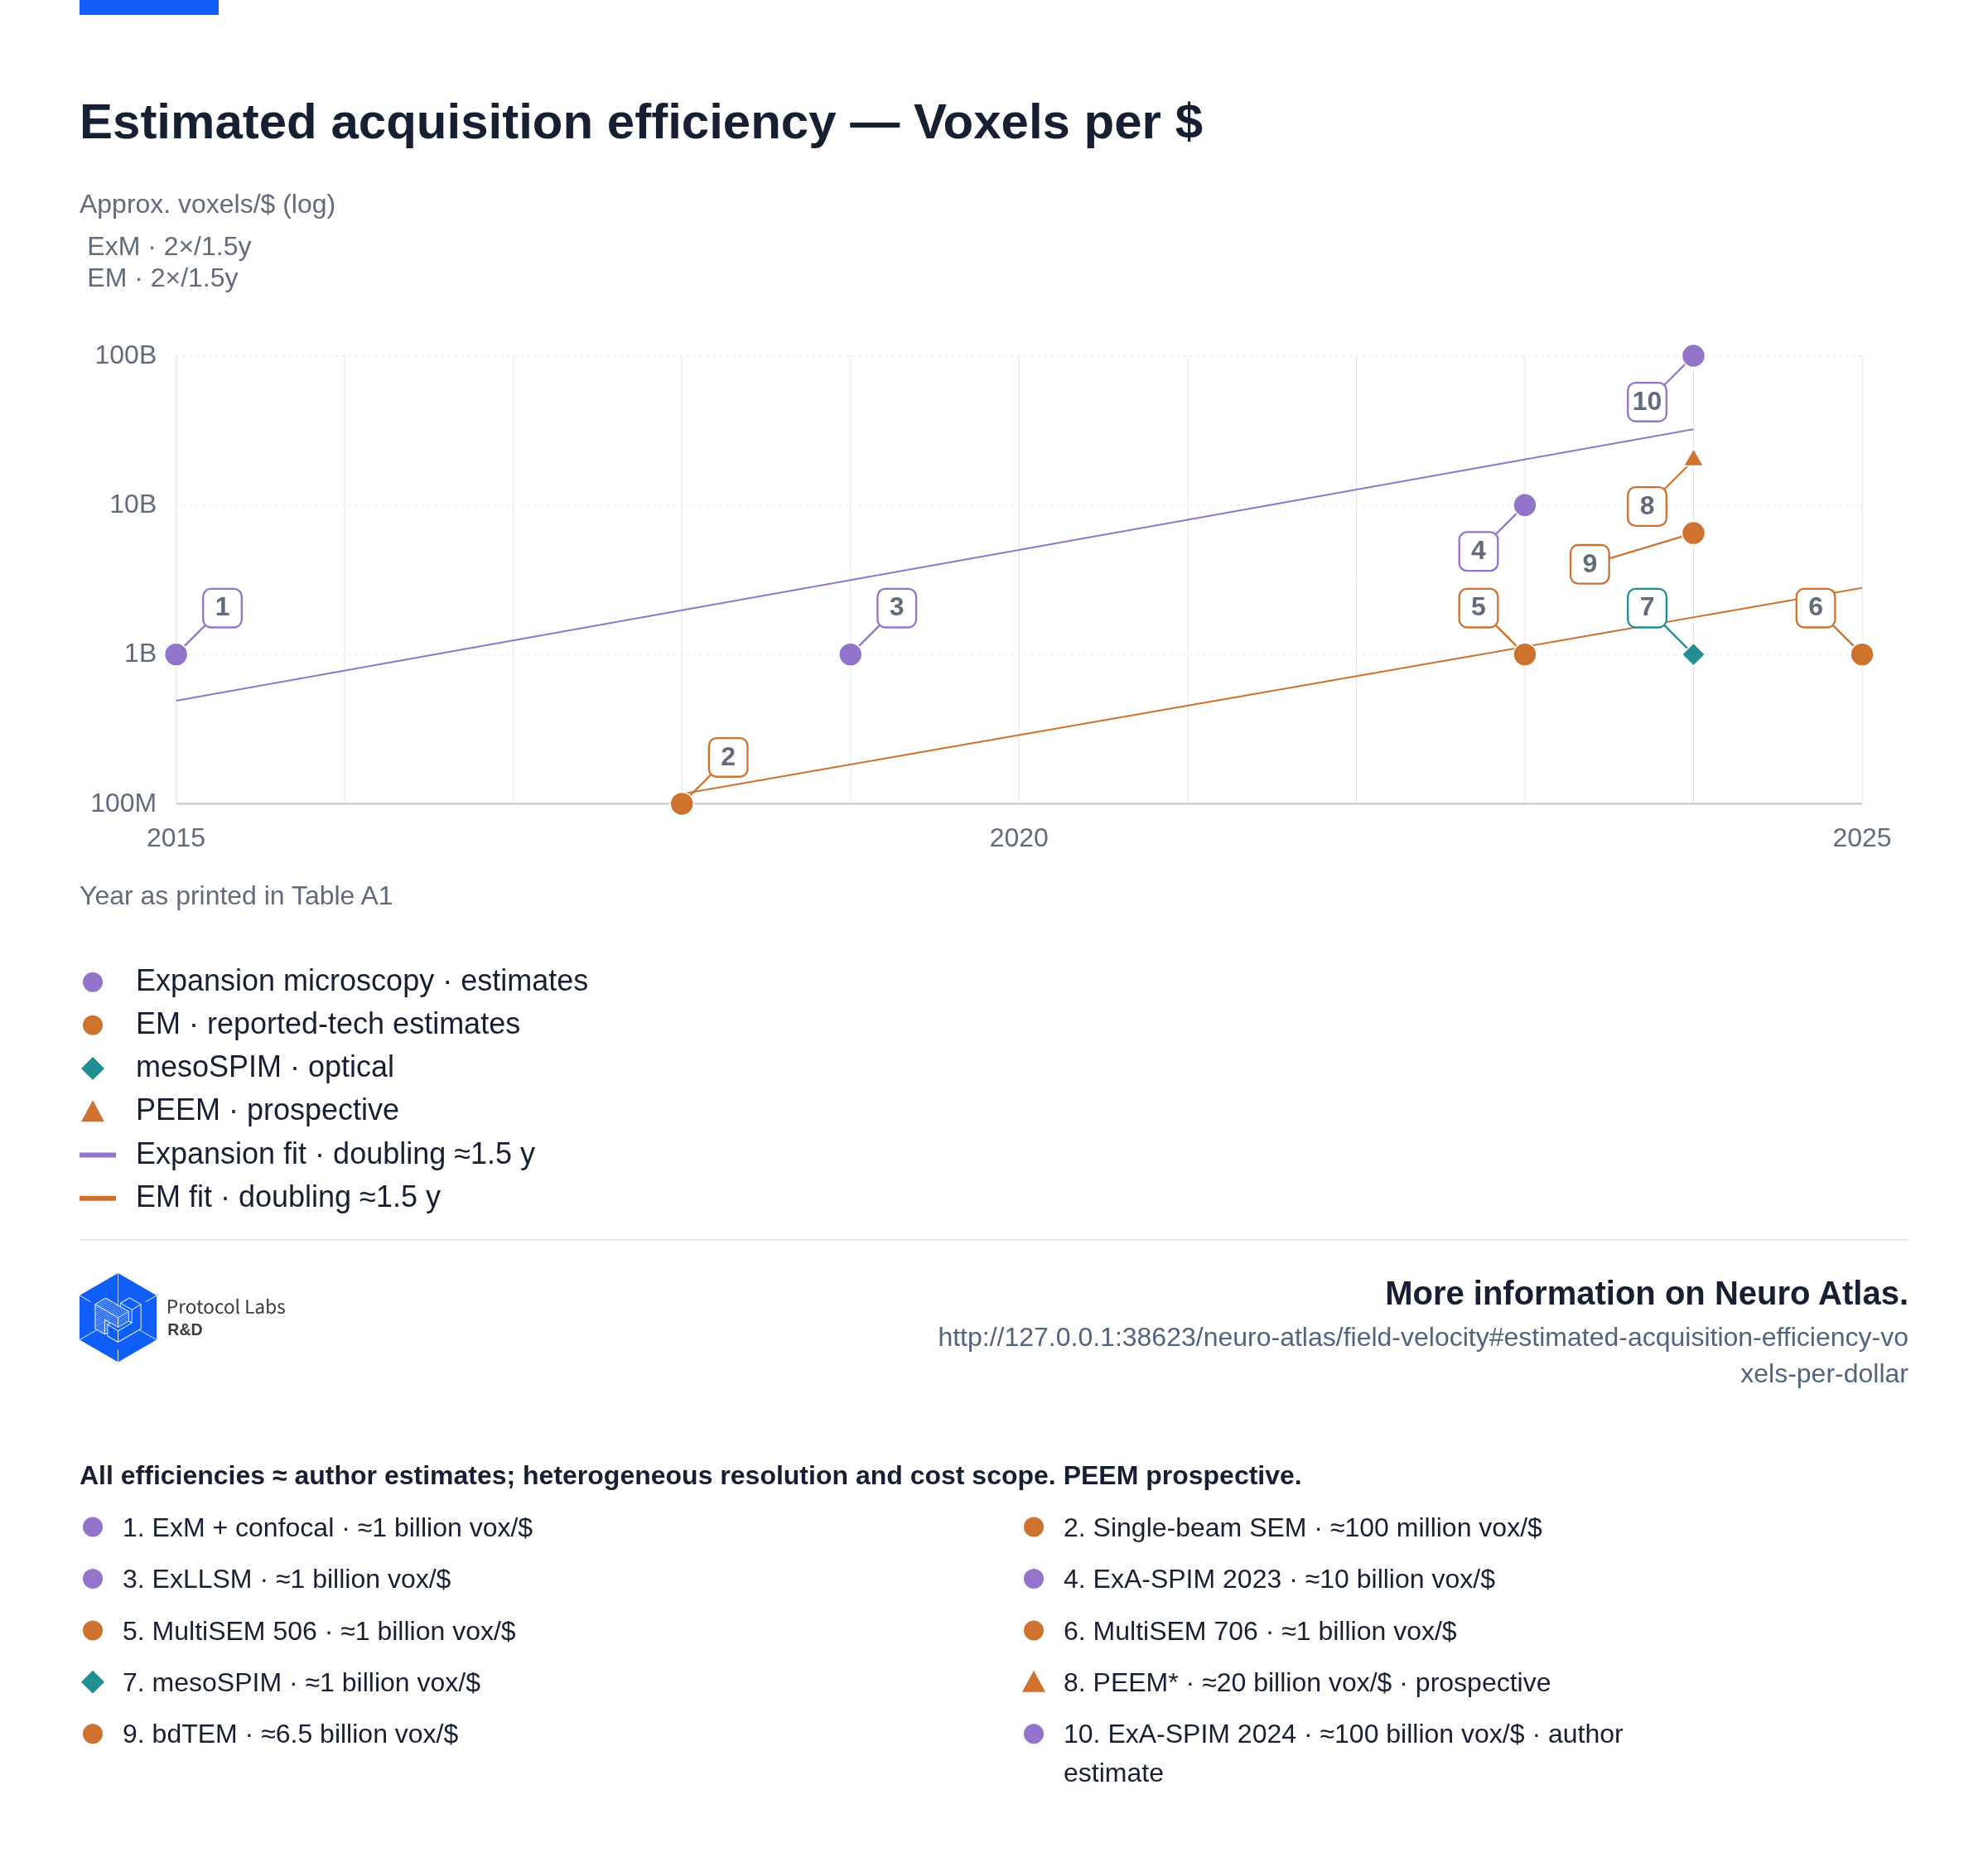 Estimated acquisition efficiency — Voxels per $
Approx. voxels/$ (log)
ExM · 2×/1.5y
EM · 2×/1.5y
100B
10B
1B
100M
1
2
3
4
5
6
7
8
9
10
2015
2020
2025
Year as printed in Table A1
Expansion microscopy · estimates
EM · reported-tech estimates
mesoSPIM · optical
PEEM · prospective
Expansion fit · doubling ≈1.5 y
EM fit · doubling ≈1.5 y
Protocol Labs
R&D
More information on Neuro Atlas.
http://127.0.0.1:38623/neuro-atlas/field-velocity#estimated-acquisition-efficiency-vo
xels-per-dollar
All efficiencies ≈ author estimates; heterogeneous resolution and cost scope. PEEM prospective.
1. ExM + confocal · ≈1 billion vox/$
2. Single-beam SEM · ≈100 million vox/$
3. ExLLSM · ≈1 billion vox/$
4. ExA-SPIM 2023 · ≈10 billion vox/$
5. MultiSEM 506 · ≈1 billion vox/$
6. MultiSEM 706 · ≈1 billion vox/$
7. mesoSPIM · ≈1 billion vox/$
8. PEEM* · ≈20 billion vox/$ · prospective
9. bdTEM · ≈6.5 billion vox/$
10. ExA-SPIM 2024 · ≈100 billion vox/$ · author
estimate